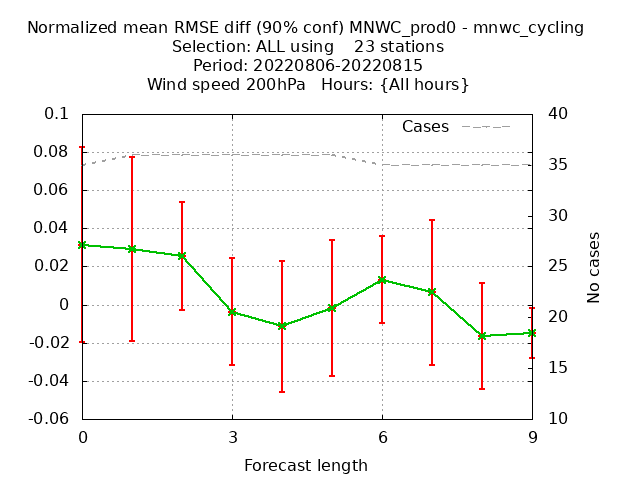 Normalized mean RMSE diff (90% conf) MNWC_prod0 - mnwc_cycling
Selection: ALL using    23 stations
Period: 20220806-20220815
Wind speed 200hPa   Hours: {All hours}
0.1
0.08
0.06
0.04
0.02
0
-0.02
-0.04
-0.06
Cases
40
35
30
25
20
15
10
No cases
0
3
6
9
Forecast length